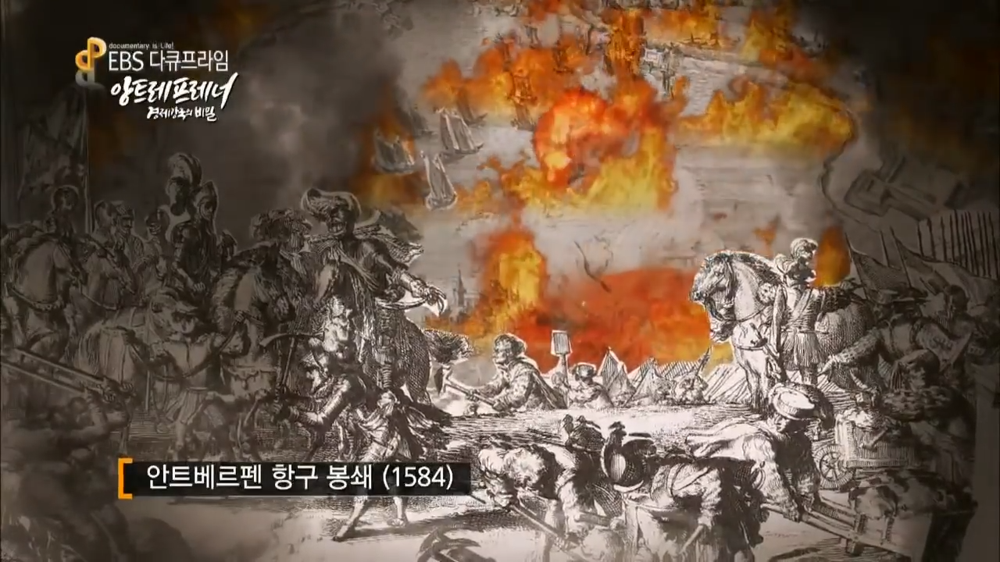 documentary is Life!
EBS 다큐프라임
앙트레프레너
경제강국의 비밀
안트베르펜 항구 봉쇄 (1584)